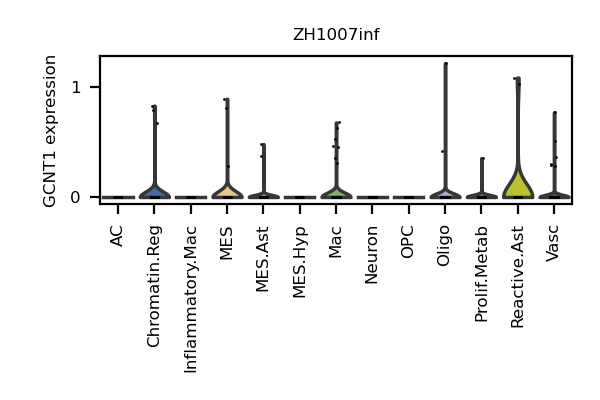 ZH1007inf
GCNT1 expression
1
0
AC
Chromatin.Reg
Inflammatory.Mac
MES
MES.Ast
MES.Hyp
Mac
Neuron
OPC
Oligo
Prolif.Metab
Reactive.Ast
Vasc